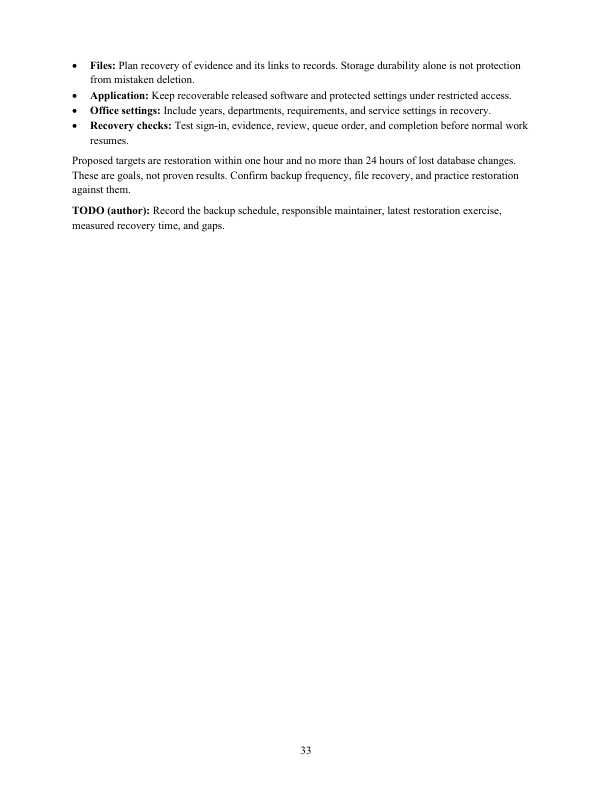 • Files: Plan recovery of evidence and its links to records. Storage durability alone is not protection
from mistaken deletion.
• Application: Keep recoverable released software and protected settings under restricted access.
• Office settings: Include years, departments, requirements, and service settings in recovery.
• Recovery checks: Test sign-in, evidence, review, queue order, and completion before normal work
resumes.
Proposed targets are restoration within one hour and no more than 24 hours of lost database changes.
These are goals, not proven results. Confirm backup frequency, file recovery, and practice restoration
against them.
TODO (author): Record the backup schedule, responsible maintainer, latest restoration exercise,
measured recovery time, and gaps.
33